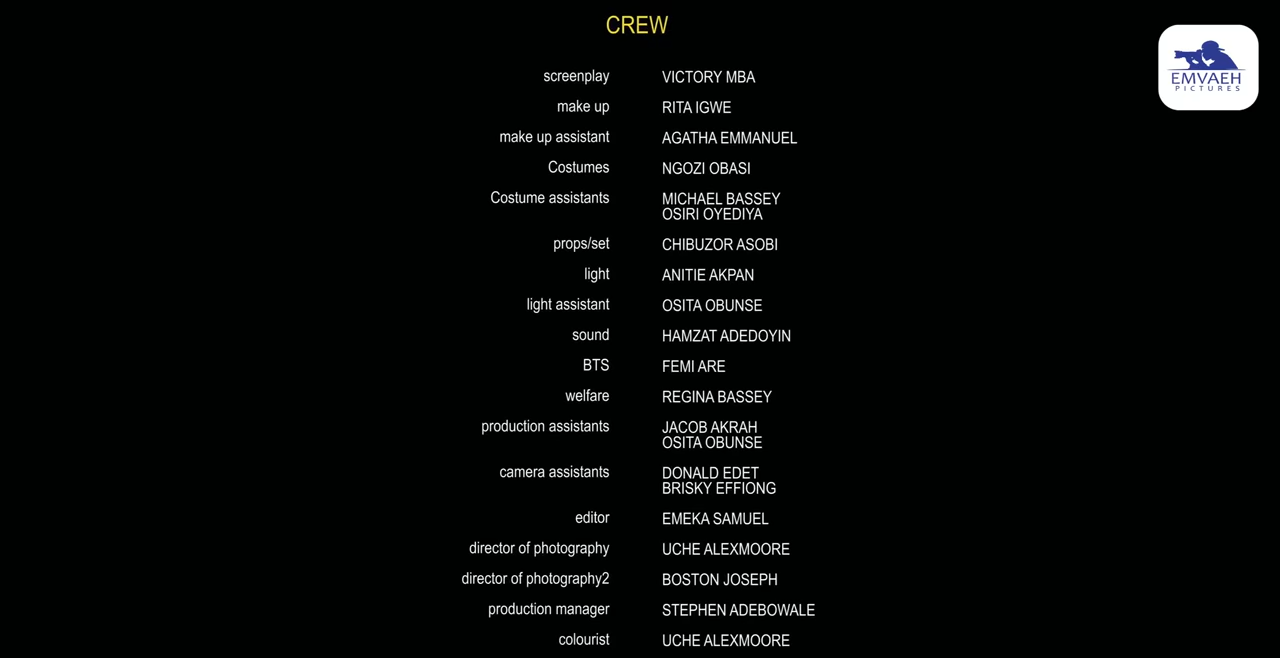 CREW
screenplay VICTORY MBA
make up RITA IGWE
make up assistant AGATHA EMMANUEL
Costumes NGOZI OBASI
Costume assistants MICHAEL BASSEY
OSIRI OYEDIYA
props/set CHIBUZOR ASOBI
light ANITIE AKPAN
light assistant OSITA OBUNSE
sound HAMZAT ADEDOYIN
BTS FEMI ARE
welfare REGINA BASSEY
production assistants JACOB AKRAH
OSITA OBUNSE
camera assistants DONALD EDET
BRISKY EFFIONG
editor EMEKA SAMUEL
director of photography UCHE ALEXMOORE
director of photography2 BOSTON JOSEPH
production manager STEPHEN ADEBOWALE
colourist UCHE ALEXMOORE
EMVAEH
PICTURES